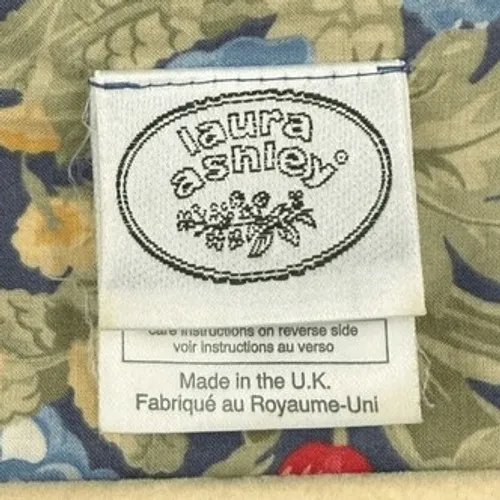 laura
ashley®
care instructions on reverse side
voir instructions au verso
Made in the U.K.
Fabriqué au Royaume-Uni